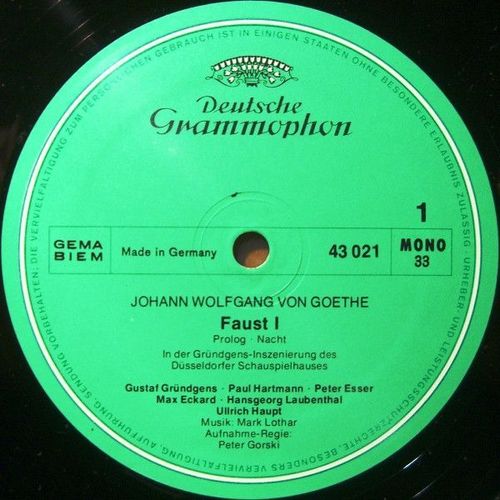 URHEBER- UND LEISTUNGSSCHUTZRECHTE, BESONDERS VERVIELFÄLTIGUNG, AUFFÜHRUNG, SENDUNG VORBEHALTEN; DIE VERVIELFÄLTIGUNG ZUM PERSÖNLICHEN GEBRAUCH IST IN EINIGEN STAATEN OHNE BESONDERE ERLAUBNIS ZULÄSSIG ·
Deutsche
Grammophon
1
GEMA
BIEM
Made in Germany
43 021
MONO
33
JOHANN WOLFGANG VON GOETHE
Faust I
Prolog · Nacht
In der Gründgens-Inszenierung des
Düsseldorfer Schauspielhauses
Gustaf Gründgens · Paul Hartmann · Peter Esser
Max Eckard · Hansgeorg Laubenthal
Ullrich Haupt
Musik: Mark Lothar
Aufnahme-Regie:
Peter Gorski